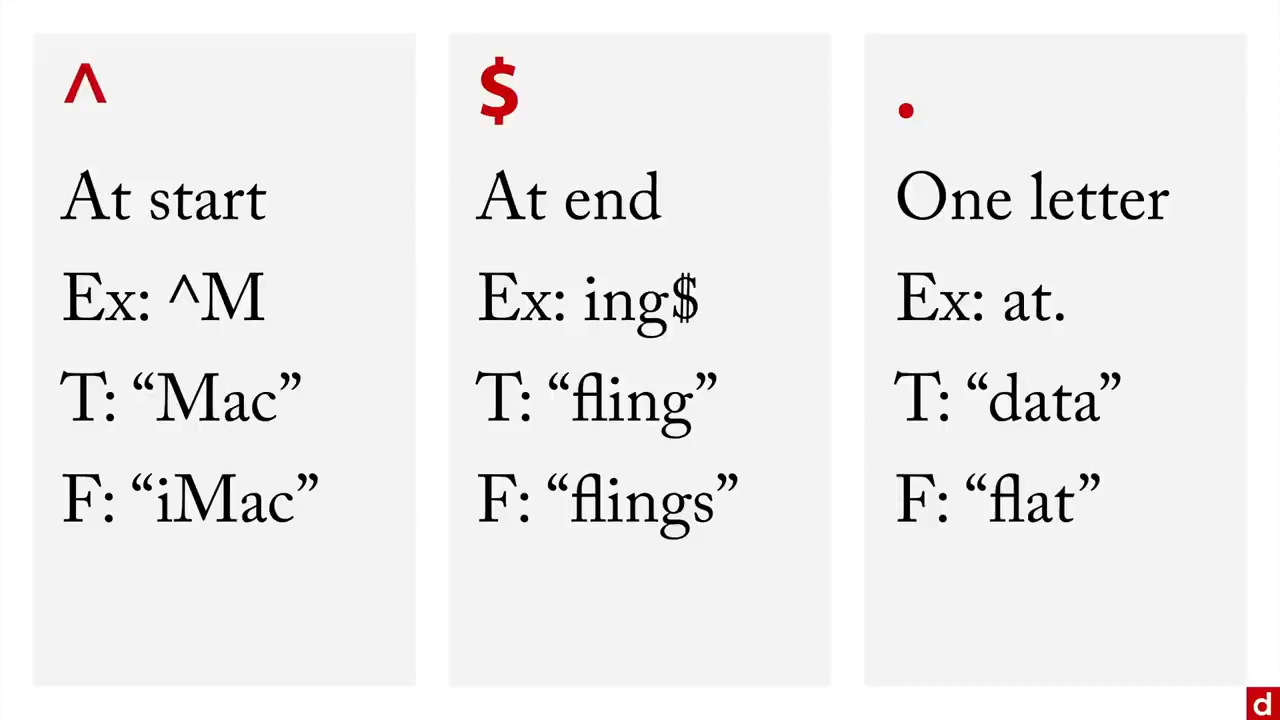 ^
At start
Ex: ^M
T: “Mac”
F: “iMac”
$
At end
Ex: ing$
T: “fling”
F: “flings”
.
One letter
Ex: at.
T: “data”
F: “flat”
d